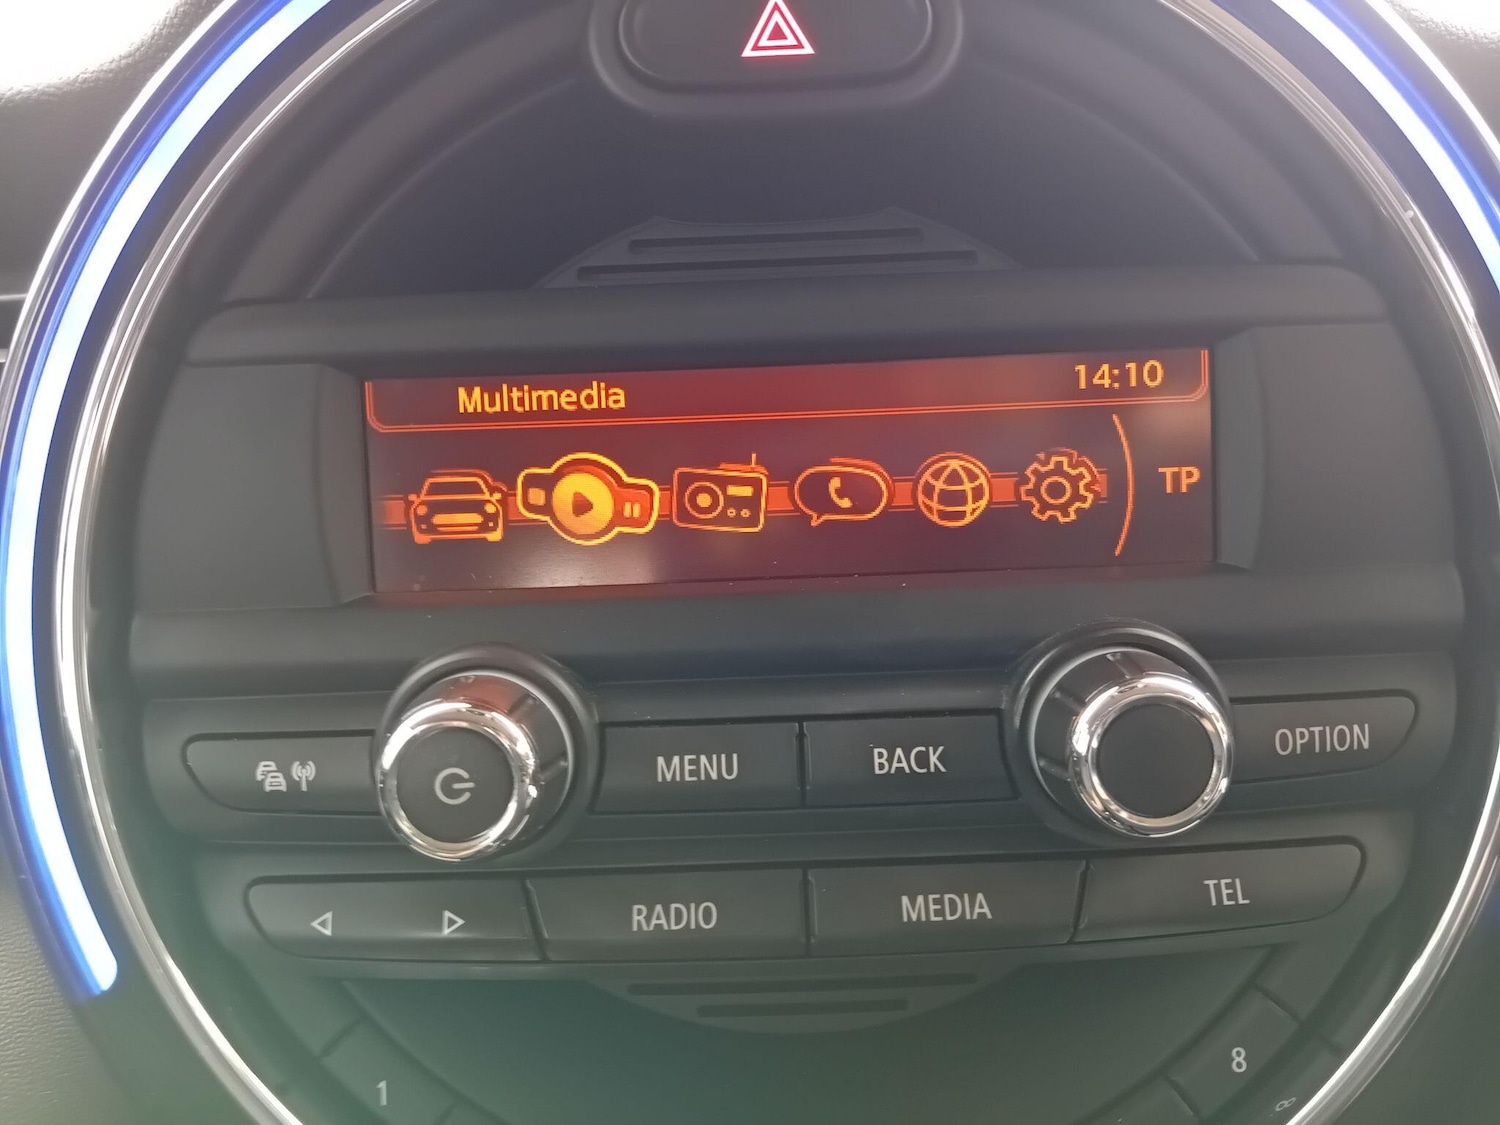 Multimedia 14:10
TP
MENU BACK OPTION
RADIO MEDIA TEL
1 8